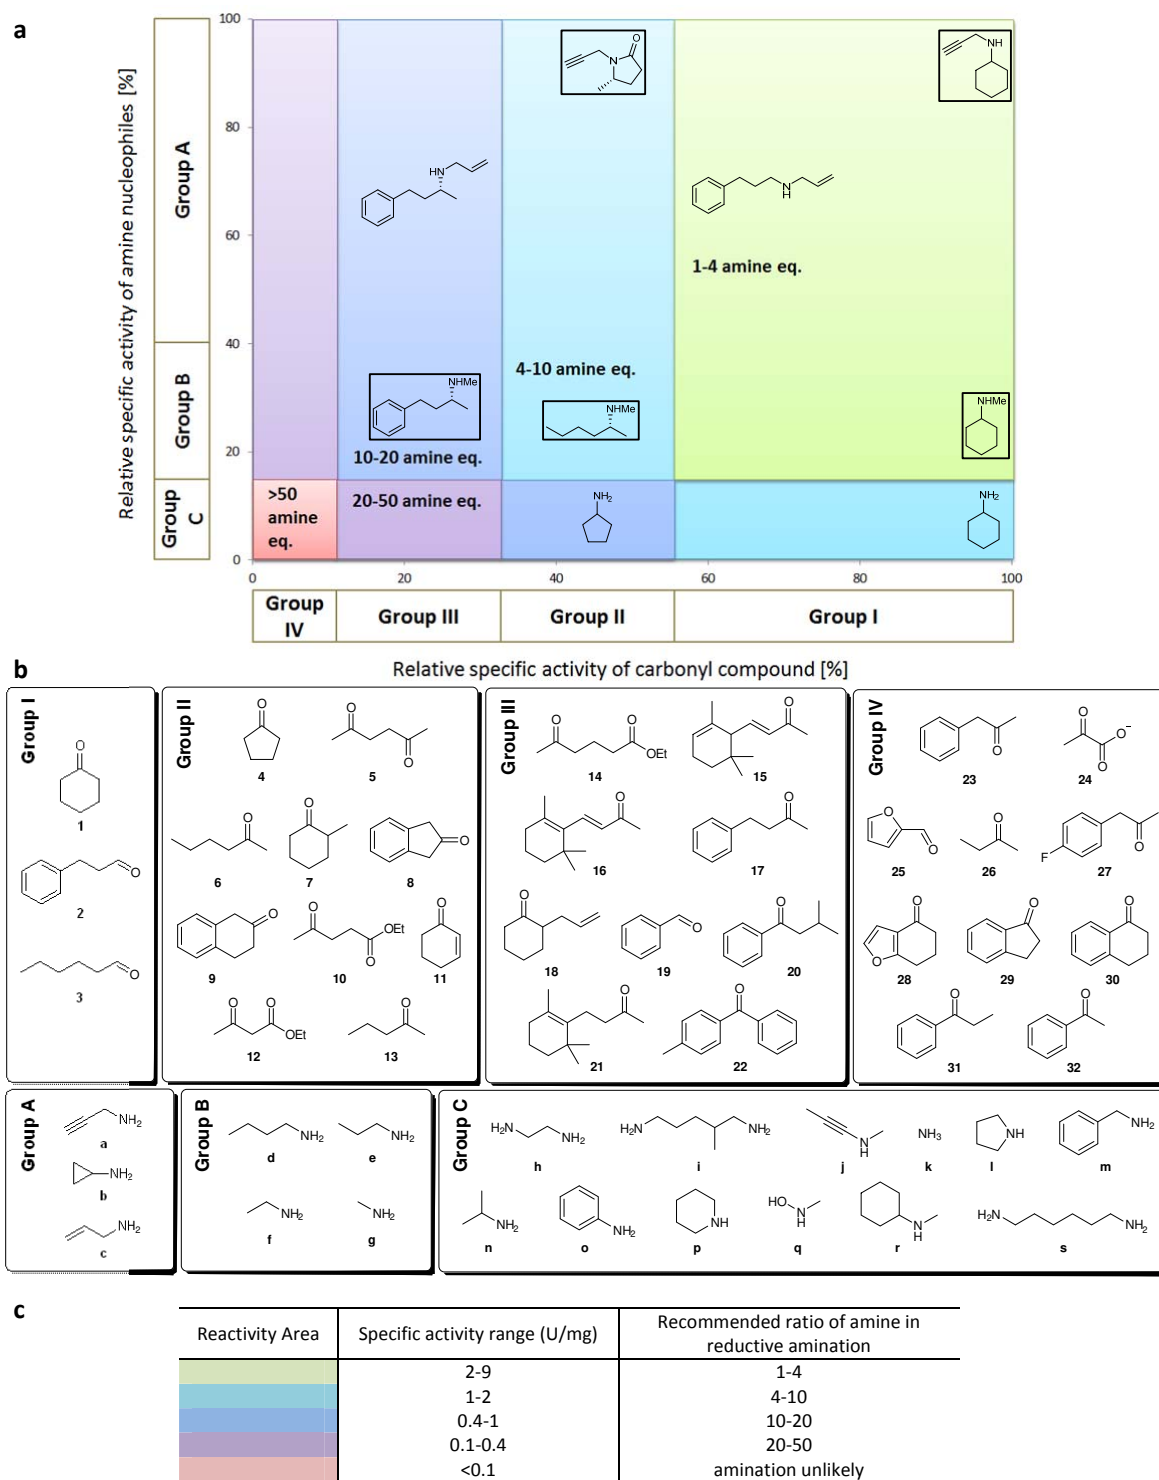 a
Relative specific activity of amine nucleophiles [%]
Group A
Group B
Group C
100
80
60
40
20
0
N
O
NH
HN
N
H
1-4 amine eq.
4-10 amine eq.
NHMe
NHMe
NHMe
10-20 amine eq.
>50 amine eq.
20-50 amine eq.
NH2
NH2
0
20
40
60
80
100
Group IV
Group III
Group II
Group I
Relative specific activity of carbonyl compound [%]
b
Group I
O
1
O
2
O
3
Group II
O
4
O
O
5
O
6
O
7
O
8
O
9
O
O
OEt
10
O
11
O
O
OEt
12
O
13
Group III
O
O
OEt
14
O
15
O
16
O
17
O
18
O
19
O
20
O
21
O
22
Group IV
O
23
O
O−
O
24
O
O
25
O
26
F
O
27
O
O
28
O
29
O
30
O
31
O
32
Group A
NH2
a
NH2
b
NH2
c
Group B
NH2
d
NH2
e
NH2
f
NH2
g
Group C
H2N
NH2
h
H2N
NH2
i
N
H
j
NH3
k
NH
l
NH2
m
NH2
n
NH2
o
NH
p
HO
N
H
q
N
H
r
NH2
NH2
s
c
Reactivity Area Specific activity range (U/mg) Recommended ratio of amine in
reductive amination
2-9 1-4
1-2 4-10
0.4-1 10-20
0.1-0.4 20-50
<0.1 amination unlikely